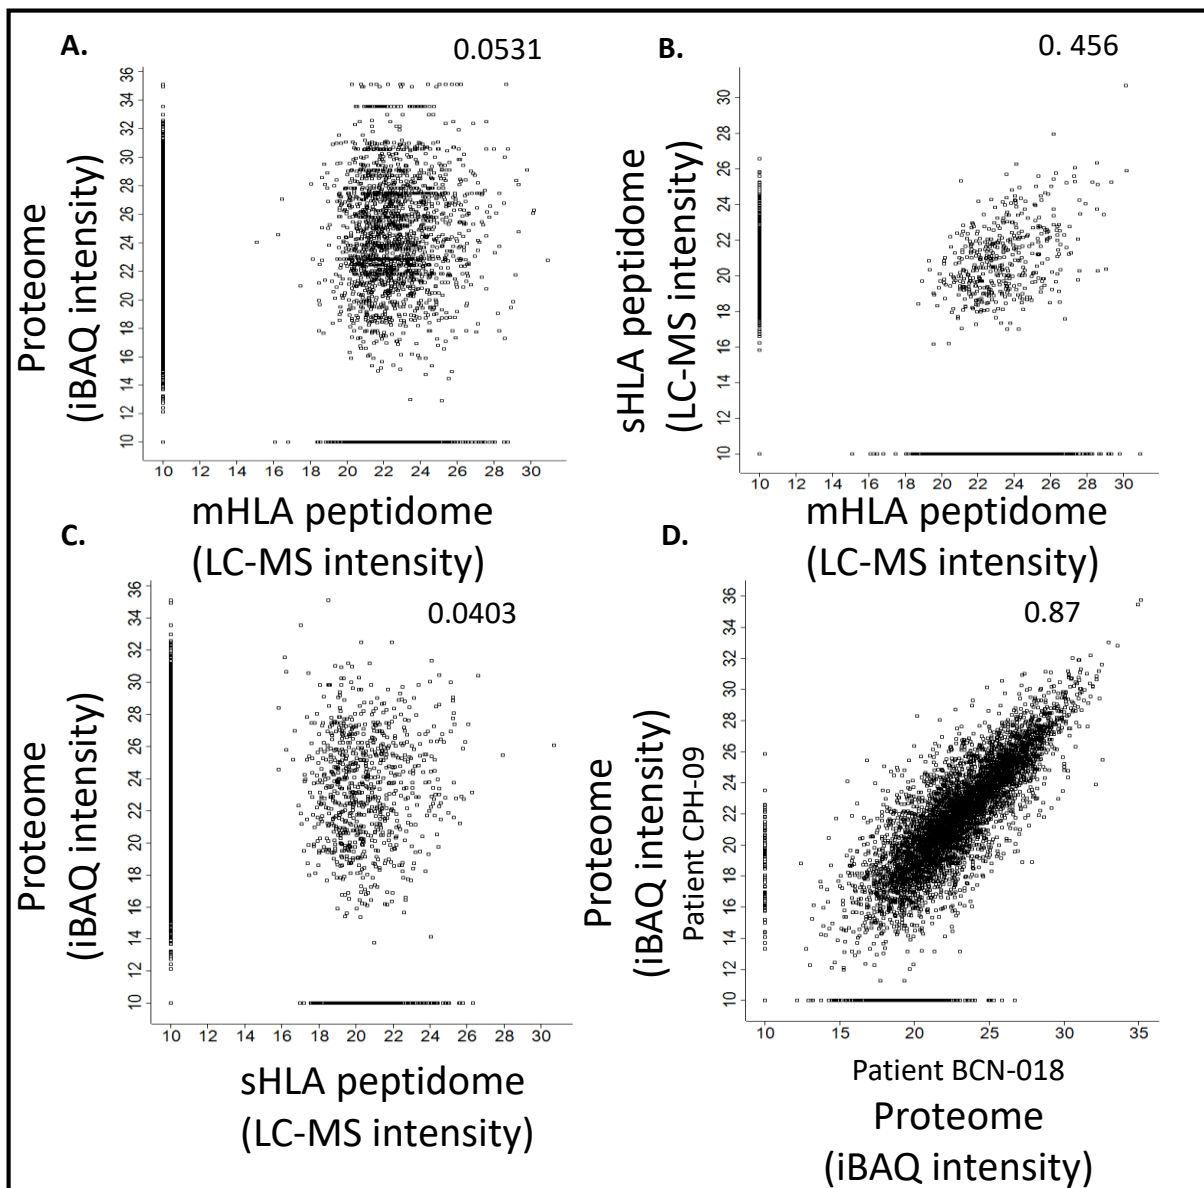 A.
0.0531
Proteome
(iBAQ intensity)
36
34
32
30
28
26
24
22
20
18
16
14
12
10
10 12 14 16 18 20 22 24 26 28 30
mHLA peptidome
(LC-MS intensity)
B.
0. 456
sHLA peptidome
(LC-MS intensity)
30
28
26
24
22
20
18
16
14
12
10
10 12 14 16 18 20 22 24 26 28 30
mHLA peptidome
(LC-MS intensity)
C.
0.0403
Proteome
(iBAQ intensity)
36
34
32
30
28
26
24
22
20
18
16
14
12
10
10 12 14 16 18 20 22 24 26 28 30
sHLA peptidome
(LC-MS intensity)
D.
0.87
Proteome
(iBAQ intensity)
Patient CPH-09
36
34
32
30
28
26
24
22
20
18
16
14
12
10
10 15 20 25 30 35
Patient BCN-018
Proteome
(iBAQ intensity)